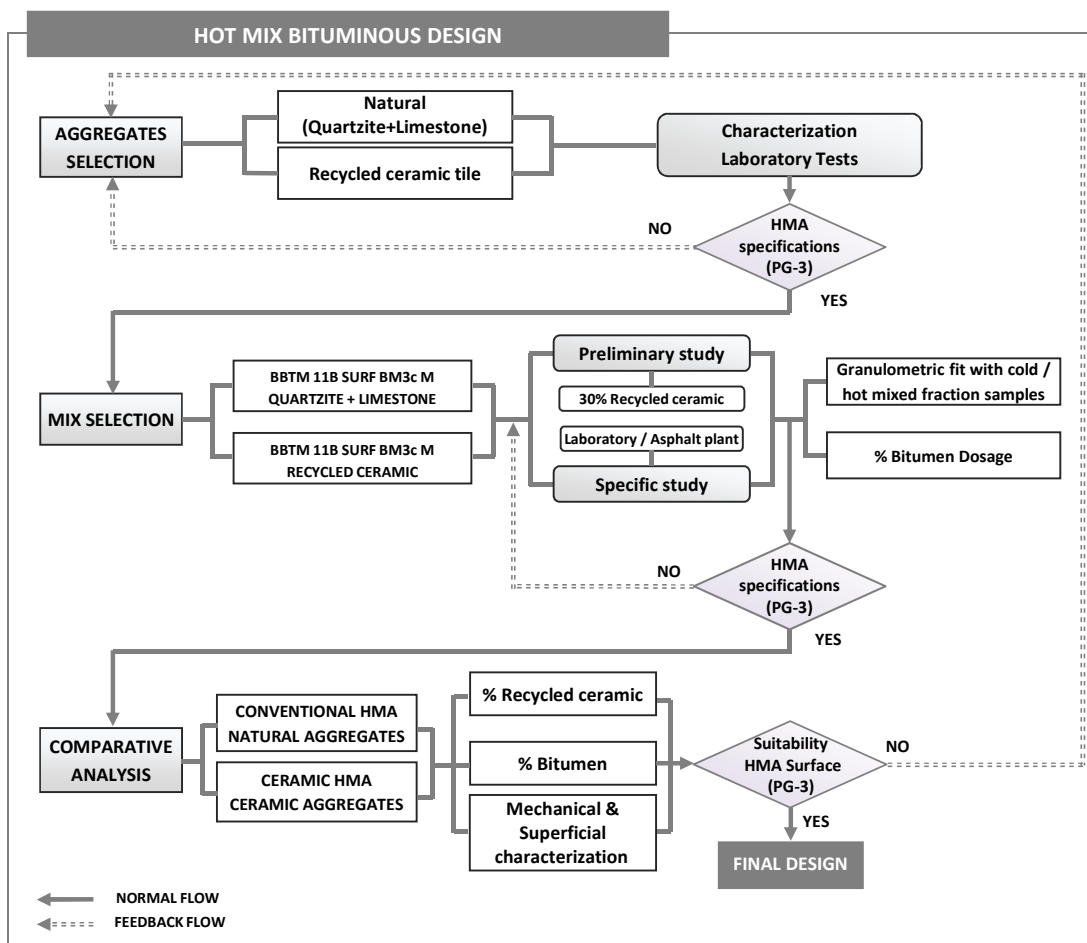 HOT MIX BITUMINOUS DESIGN
AGGREGATES
SELECTION
Natural
(Quartzite+Limestone)
Recycled ceramic tile
Characterization
Laboratory Tests
HMA
specifications
(PG-3)
NO
YES
MIX SELECTION
BBTM 11B SURF BM3c M
QUARTZITE + LIMESTONE
BBTM 11B SURF BM3c M
RECYCLED CERAMIC
Preliminary study
30% Recycled ceramic
Laboratory / Asphalt plant
Specific study
Granulometric fit with cold /
hot mixed fraction samples
% Bitumen Dosage
HMA
specifications
(PG-3)
NO
YES
COMPARATIVE
ANALYSIS
CONVENTIONAL HMA
NATURAL AGGREGATES
CERAMIC HMA
CERAMIC AGGREGATES
% Recycled ceramic
% Bitumen
Mechanical &
Superficial
characterization
Suitability
HMA Surface
(PG-3)
NO
YES
FINAL DESIGN
NORMAL FLOW
FEEDBACK FLOW